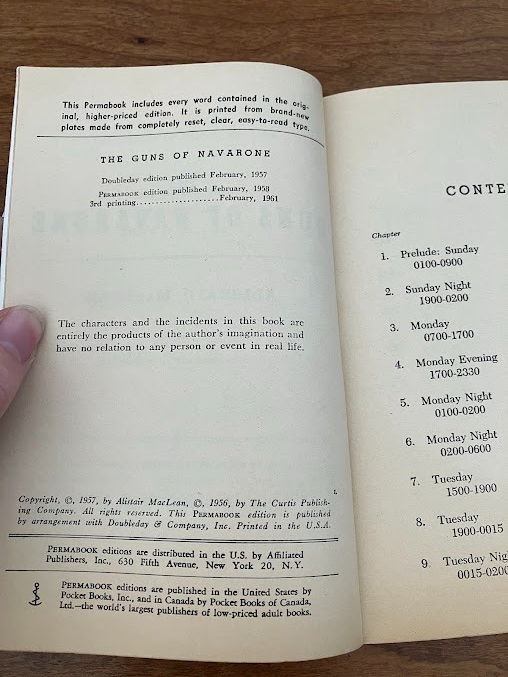 This Permabook includes every word contained in the orig-
inal, higher-priced edition. It is printed from brand-new
plates made from completely reset, clear, easy-to-read type.
THE GUNS OF NAVARONE
Doubleday edition published February, 1957
PERMABOOK edition published February, 1958
3rd printing.....................February, 1961
The characters and the incidents in this book are
entirely the products of the author's imagination and
have no relation to any person or event in real life.
L
Copyright, ©, 1957, by Alistair MacLean, ©, 1956, by The Curtis Publish-
ing Company. All rights reserved. This PERMABOOK edition is published
by arrangement with Doubleday & Company, Inc. Printed in the U.S.A.
PERMABOOK editions are distributed in the U.S. by Affiliated
Publishers, Inc., 630 Fifth Avenue, New York 20, N.Y.
PERMABOOK editions are published in the United States by
Pocket Books, Inc., and in Canada by Pocket Books of Canada,
Ltd.—the world's largest publishers of low-priced adult books.
CONTE
Chapter
1. Prelude: Sunday
0100-0900
2. Sunday Night
1900-0200
3. Monday
0700-1700
4. Monday Evening
1700-2330
5. Monday Night
0100-0200
6. Monday Night
0200-0600
7. Tuesday
1500-1900
8. Tuesday
1900-0015
9. Tuesday Nig
0015-0200